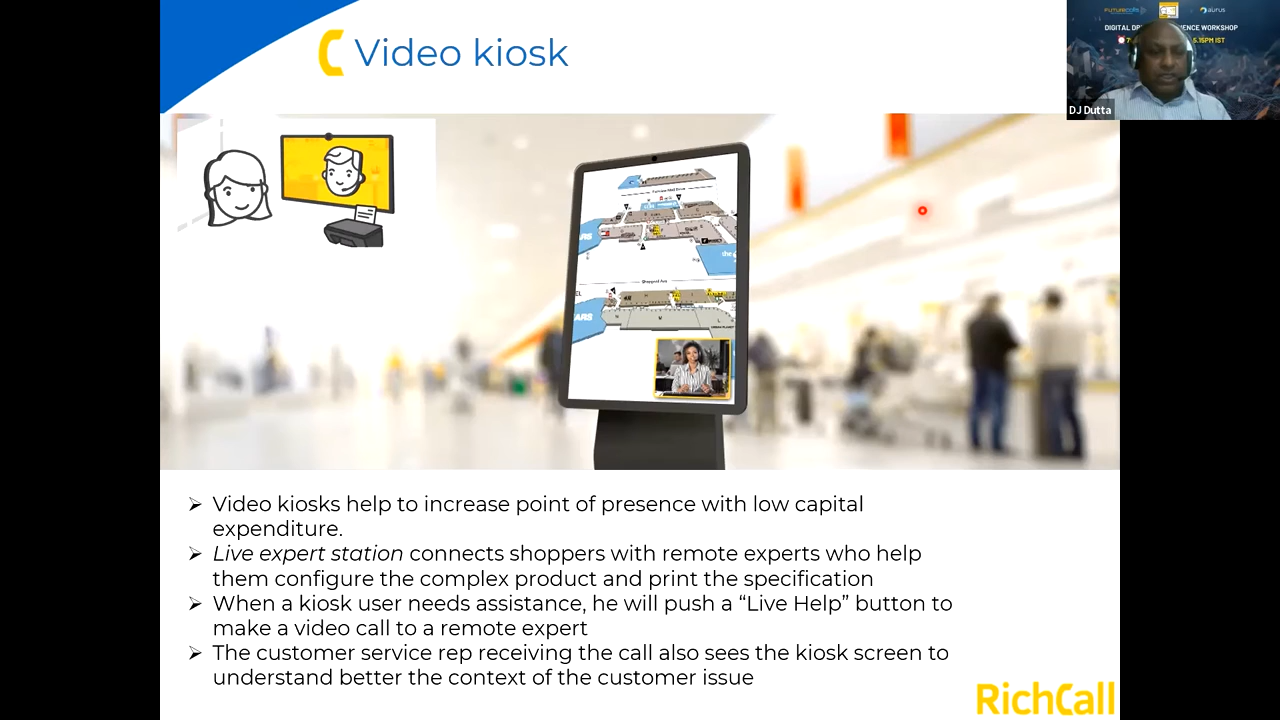 Video kiosk
DJ Dutta
Video kiosks help to increase point of presence with low capital
expenditure.
Live expert station connects shoppers with remote experts who help
them configure the complex product and print the specification
When a kiosk user needs assistance, he will push a “Live Help” button to
make a video call to a remote expert
The customer service rep receiving the call also sees the kiosk screen to
understand better the context of the customer issue
RichCall